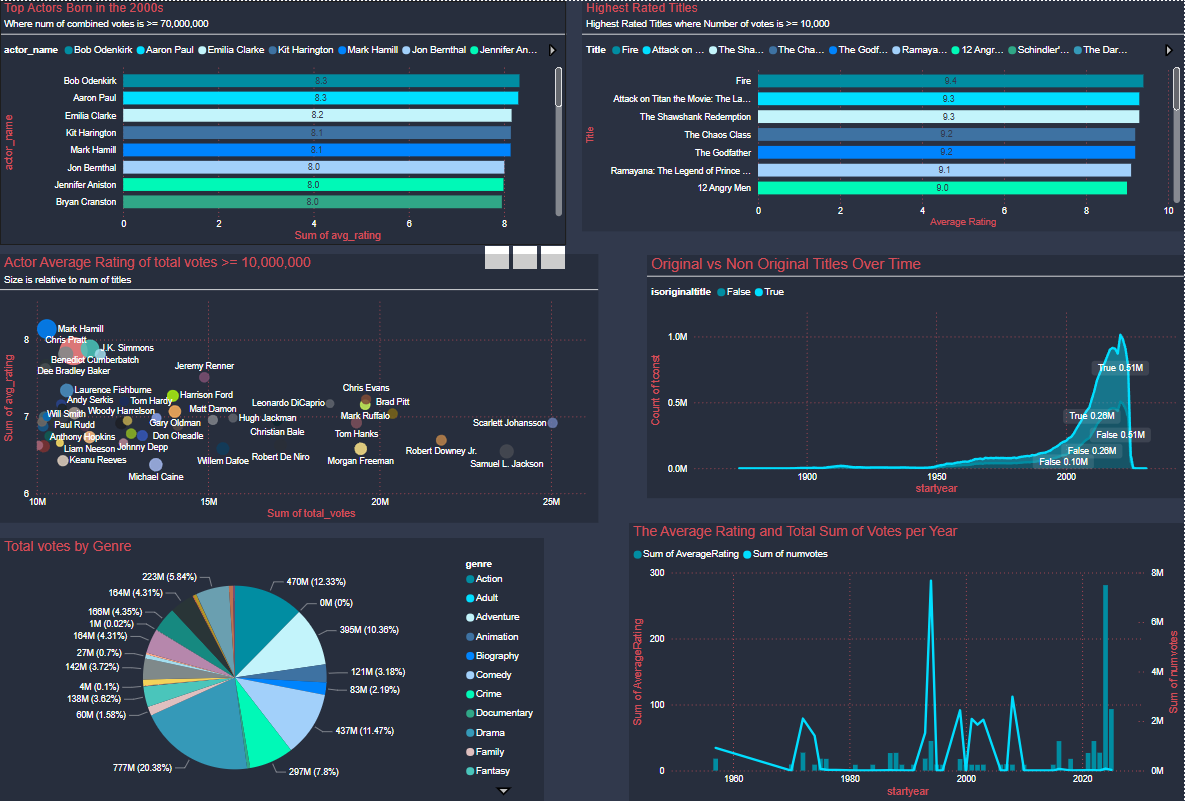 Top Actors Born in the 2000s
Where num of combined votes is >= 70,000,000
actor_name Bob Odenkirk Aaron Paul Emilia Clarke Kit Harington Mark Hamill Jon Bernthal Jennifer An...
Bob Odenkirk 8.3
Aaron Paul 8.3
Emilia Clarke 8.2
Kit Harington 8.1
Mark Hamill 8.1
Jon Bernthal 8.0
Jennifer Aniston 8.0
Bryan Cranston 8.0
actor_name
0 2 4 6 8
Sum of avg_rating
Highest Rated Titles
Highest Rated Titles where Number of votes is >= 10,000
Title Fire Attack on ... The Sha... The Cha... The Godf... Ramaya... 12 Angr... Schindler'... The Dar...
Fire 9.4
Attack on Titan the Movie: The La... 9.3
The Shawshank Redemption 9.3
The Chaos Class 9.2
The Godfather 9.2
Ramayana: The Legend of Prince ... 9.1
12 Angry Men 9.0
Title
0 2 4 6 8 10
Average Rating
Actor Average Rating of total votes >= 10,000,000
Size is relative to num of titles
Sum of avg_rating
8
7
6
Mark Hamill
Chris Pratt
J.K. Simmons
Benedict Cumberbatch
Dee Bradley Baker
Jeremy Renner
Laurence Fishburne
Harrison Ford
Chris Evans
Andy Serkis
Tom Hardy
Leonardo DiCaprio
Brad Pitt
Will Smith
Woody Harrelson
Matt Damon
Mark Ruffalo
Paul Rudd
Gary Oldman
Hugh Jackman
Scarlett Johansson
Anthony Hopkins
Don Cheadle
Christian Bale
Tom Hanks
Liam Neeson
Johnny Depp
Robert Downey Jr.
Keanu Reeves
Willem Dafoe
Robert De Niro
Morgan Freeman
Samuel L. Jackson
Michael Caine
10M 15M 20M 25M
Sum of total_votes
Original vs Non Original Titles Over Time
isoriginaltitle False True
Count of tconst
1.0M
0.5M
0.0M
True 0.51M
True 0.26M
False 0.51M
False 0.26M
False 0.10M
1900 1950 2000
startyear
Total votes by Genre
470M (12.33%)
0M (0%)
395M (10.36%)
121M (3.18%)
83M (2.19%)
437M (11.47%)
297M (7.8%)
777M (20.38%)
60M (1.58%)
138M (3.62%)
4M (0.1%)
142M (3.72%)
27M (0.7%)
164M (4.31%)
1M (0.02%)
166M (4.35%)
164M (4.31%)
223M (5.84%)
genre
Action
Adult
Adventure
Animation
Biography
Comedy
Crime
Documentary
Drama
Family
Fantasy
The Average Rating and Total Sum of Votes per Year
Sum of AverageRating Sum of numvotes
Sum of AverageRating
300
200
100
0
8M
6M
4M
2M
0M
Sum of numvotes
1960 1980 2000 2020
startyear